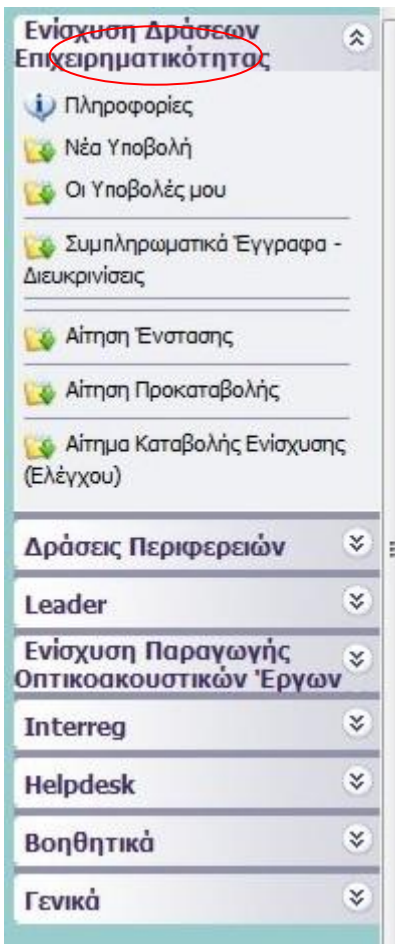 Ενίσχυση Δράσεων
Επιχειρηματικότητας
Πληροφορίες
Νέα Υποβολή
Οι Υποβολές μου
Συμπληρωματικά Έγγραφα -
Διευκρινίσεις
Αίτηση Ένστασης
Αίτηση Προκαταβολής
Αίτημα Καταβολής Ενίσχυσης
(Ελέγχου)
Δράσεις Περιφερειών
Leader
Ενίσχυση Παραγωγής
Οπτικοακουστικών Έργων
Interreg
Helpdesk
Βοηθητικά
Γενικά